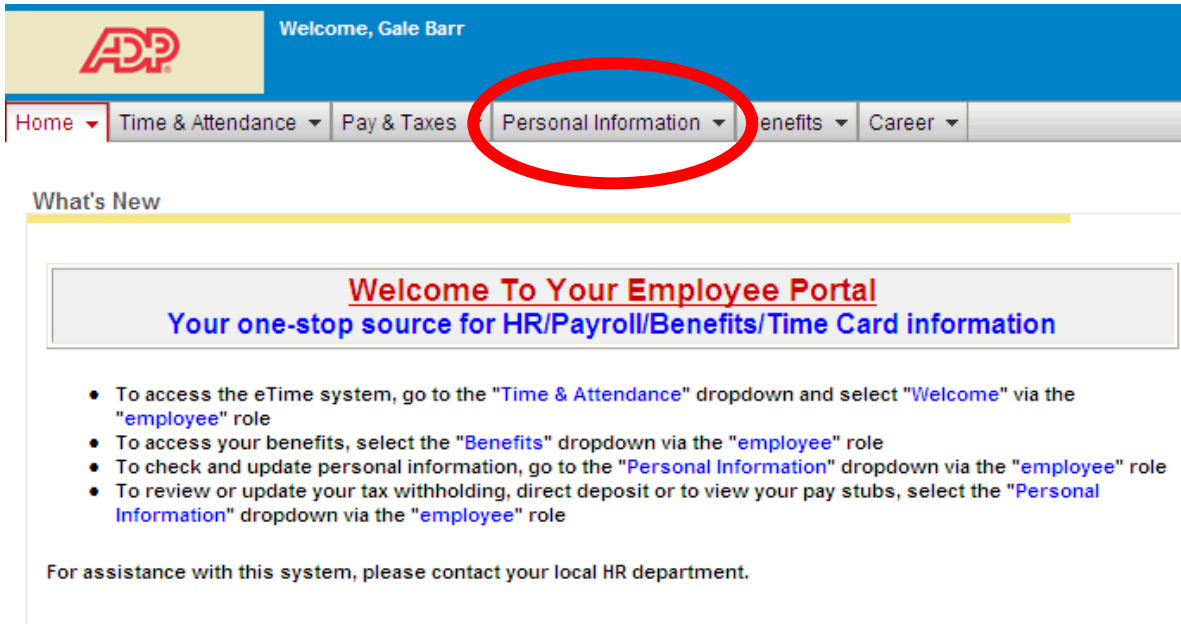 ADP
Welcome, Gale Barr
Home Time & Attendance Pay & Taxes Personal Information enefits Career
What's New
Welcome To Your Employee Portal
Your one-stop source for HR/Payroll/Benefits/Time Card information
• To access the eTime system, go to the "Time & Attendance" dropdown and select "Welcome" via the
"employee" role
• To access your benefits, select the "Benefits" dropdown via the "employee" role
• To check and update personal information, go to the "Personal Information" dropdown via the "employee" role
• To review or update your tax withholding, direct deposit or to view your pay stubs, select the "Personal
Information" dropdown via the "employee" role
For assistance with this system, please contact your local HR department.